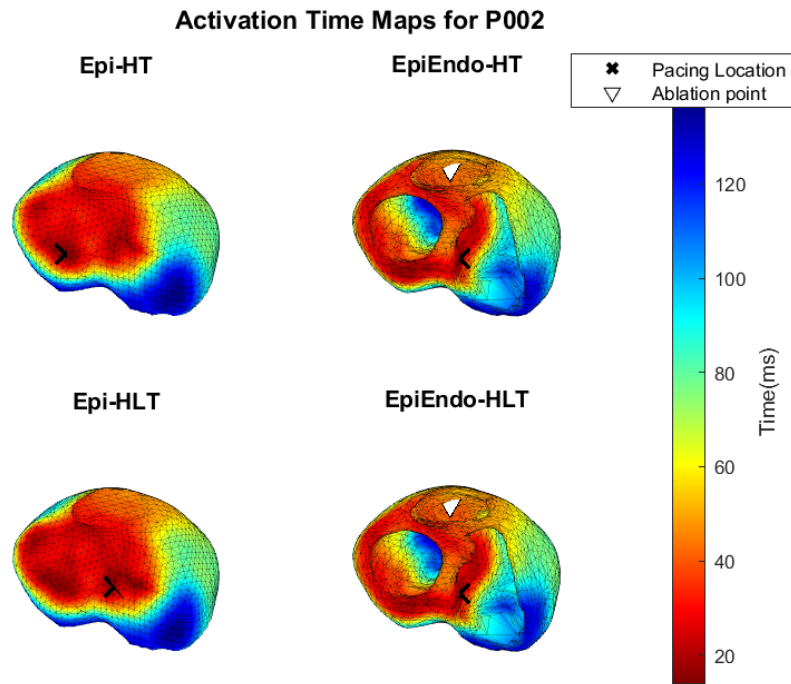 Activation Time Maps for P002
Epi-HT
EpiEndo-HT
Pacing Location
Ablation point
120
100
80
60
40
20
Time(ms)
Epi-HLT
EpiEndo-HLT